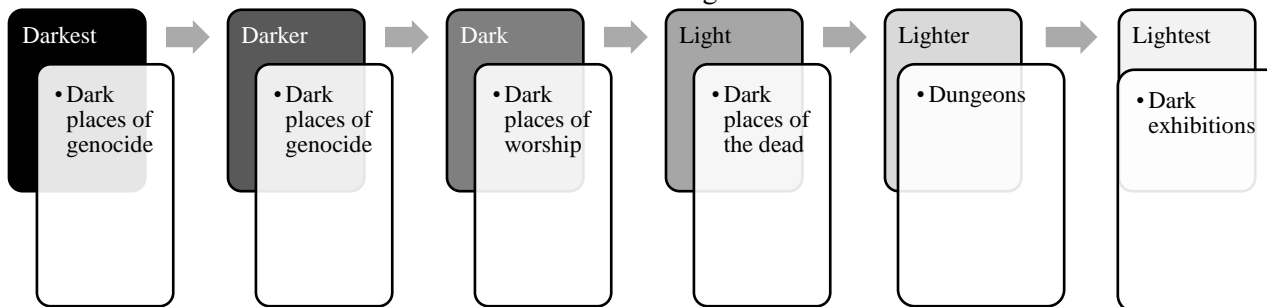 Darkest
Darker
Dark
Light
Lighter
Lightest
• Dark
places of
genocide
• Dark
places of
genocide
• Dark
places of
worship
• Dark
places of
the dead
• Dungeons
• Dark
exhibitions